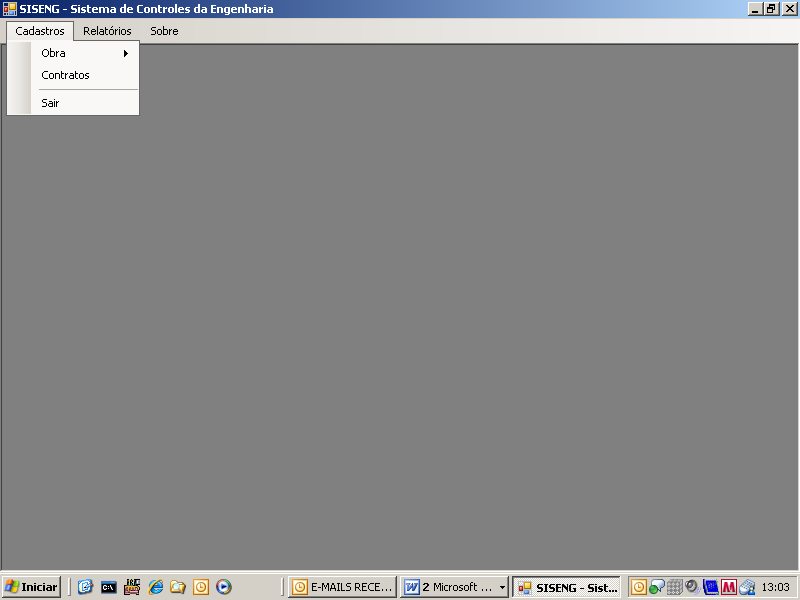 SISENG - Sistema de Controles da Engenharia
Cadastros Relatórios Sobre
Obra
Contratos
Sair
Iniciar
E-MAILS RECE...
2 Microsoft ...
SISENG - Sist...
13:03